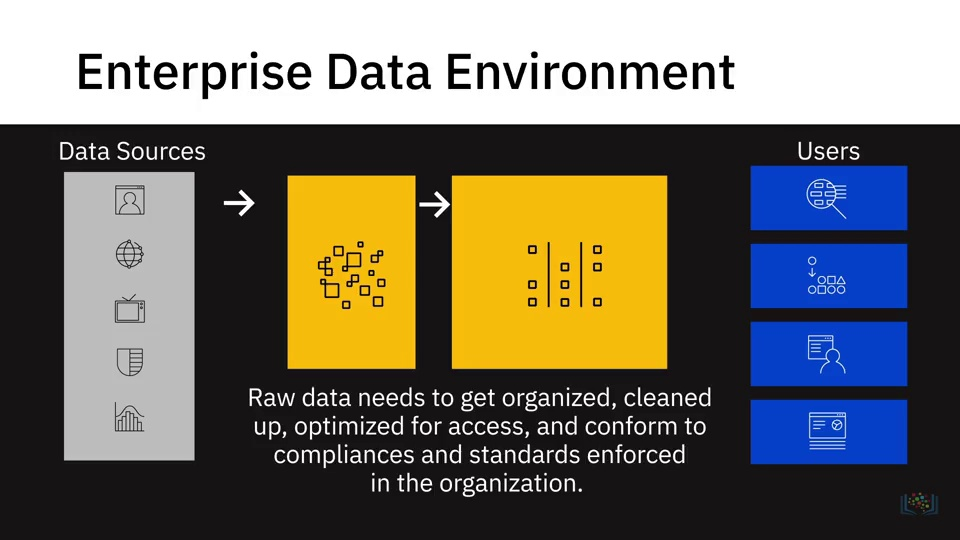 Enterprise Data Environment
Data Sources
Users
Raw data needs to get organized, cleaned
up, optimized for access, and conform to
compliances and standards enforced
in the organization.